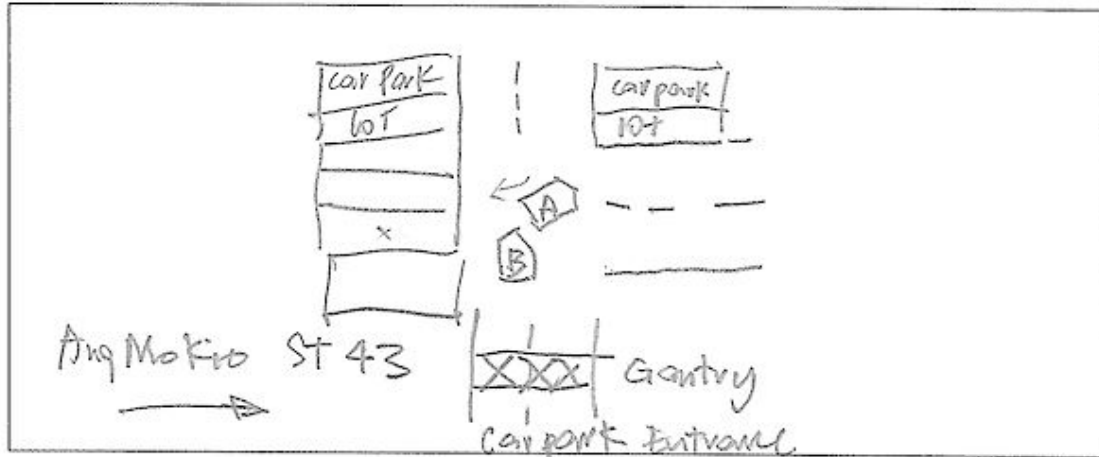 car Park
lot
car park
lot
A
x
B
Ang Mo Kio St 43
Gantry
Car park Entrance